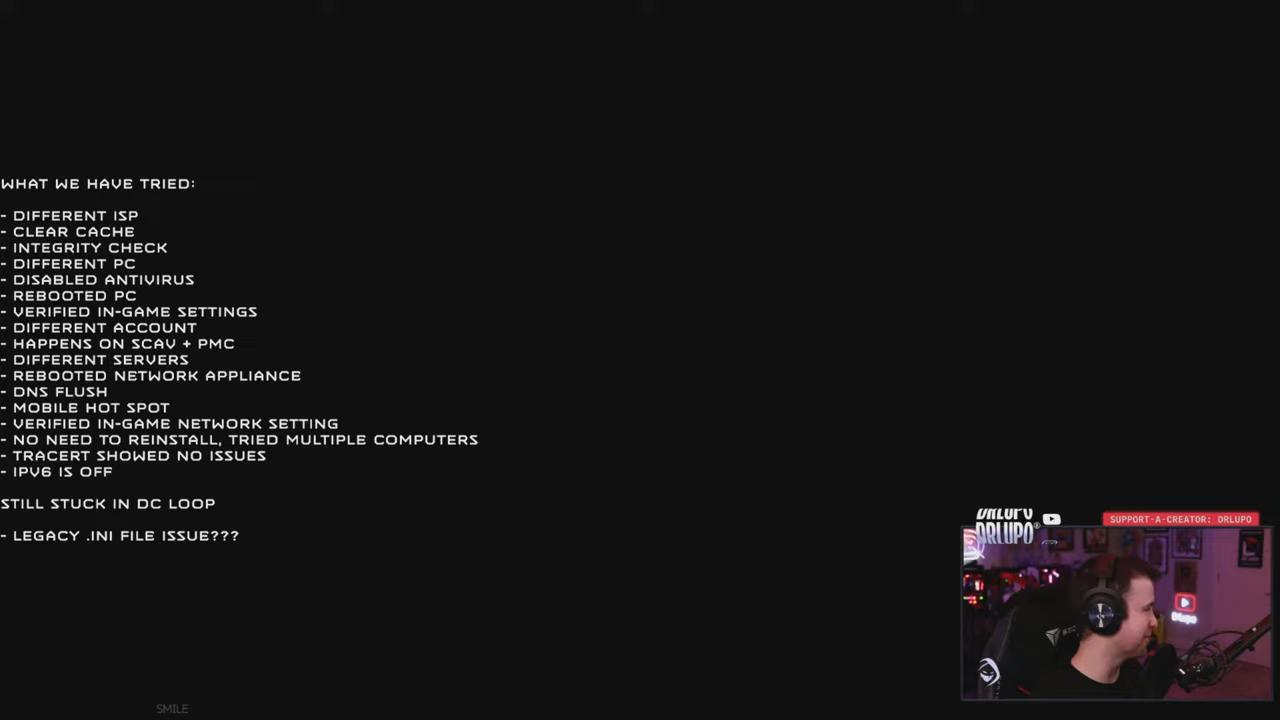 WHAT WE HAVE TRIED:
- DIFFERENT ISP
- CLEAR CACHE
- INTEGRITY CHECK
- DIFFERENT PC
- DISABLED ANTIVIRUS
- REBOOTED PC
- VERIFIED IN-GAME SETTINGS
- DIFFERENT ACCOUNT
- HAPPENS ON SCAV + PMC
- DIFFERENT SERVERS
- REBOOTED NETWORK APPLIANCE
- DNS FLUSH
- MOBILE HOT SPOT
- VERIFIED IN-GAME NETWORK SETTING
- NO NEED TO REINSTALL, TRIED MULTIPLE COMPUTERS
- TRACERT SHOWED NO ISSUES
- IPV6 IS OFF
STILL STUCK IN DC LOOP
- LEGACY .INI FILE ISSUE???
DRLUPO
DRLUPO
SUPPORT-A-CREATOR: DRLUPO
DrLupo
SMILE